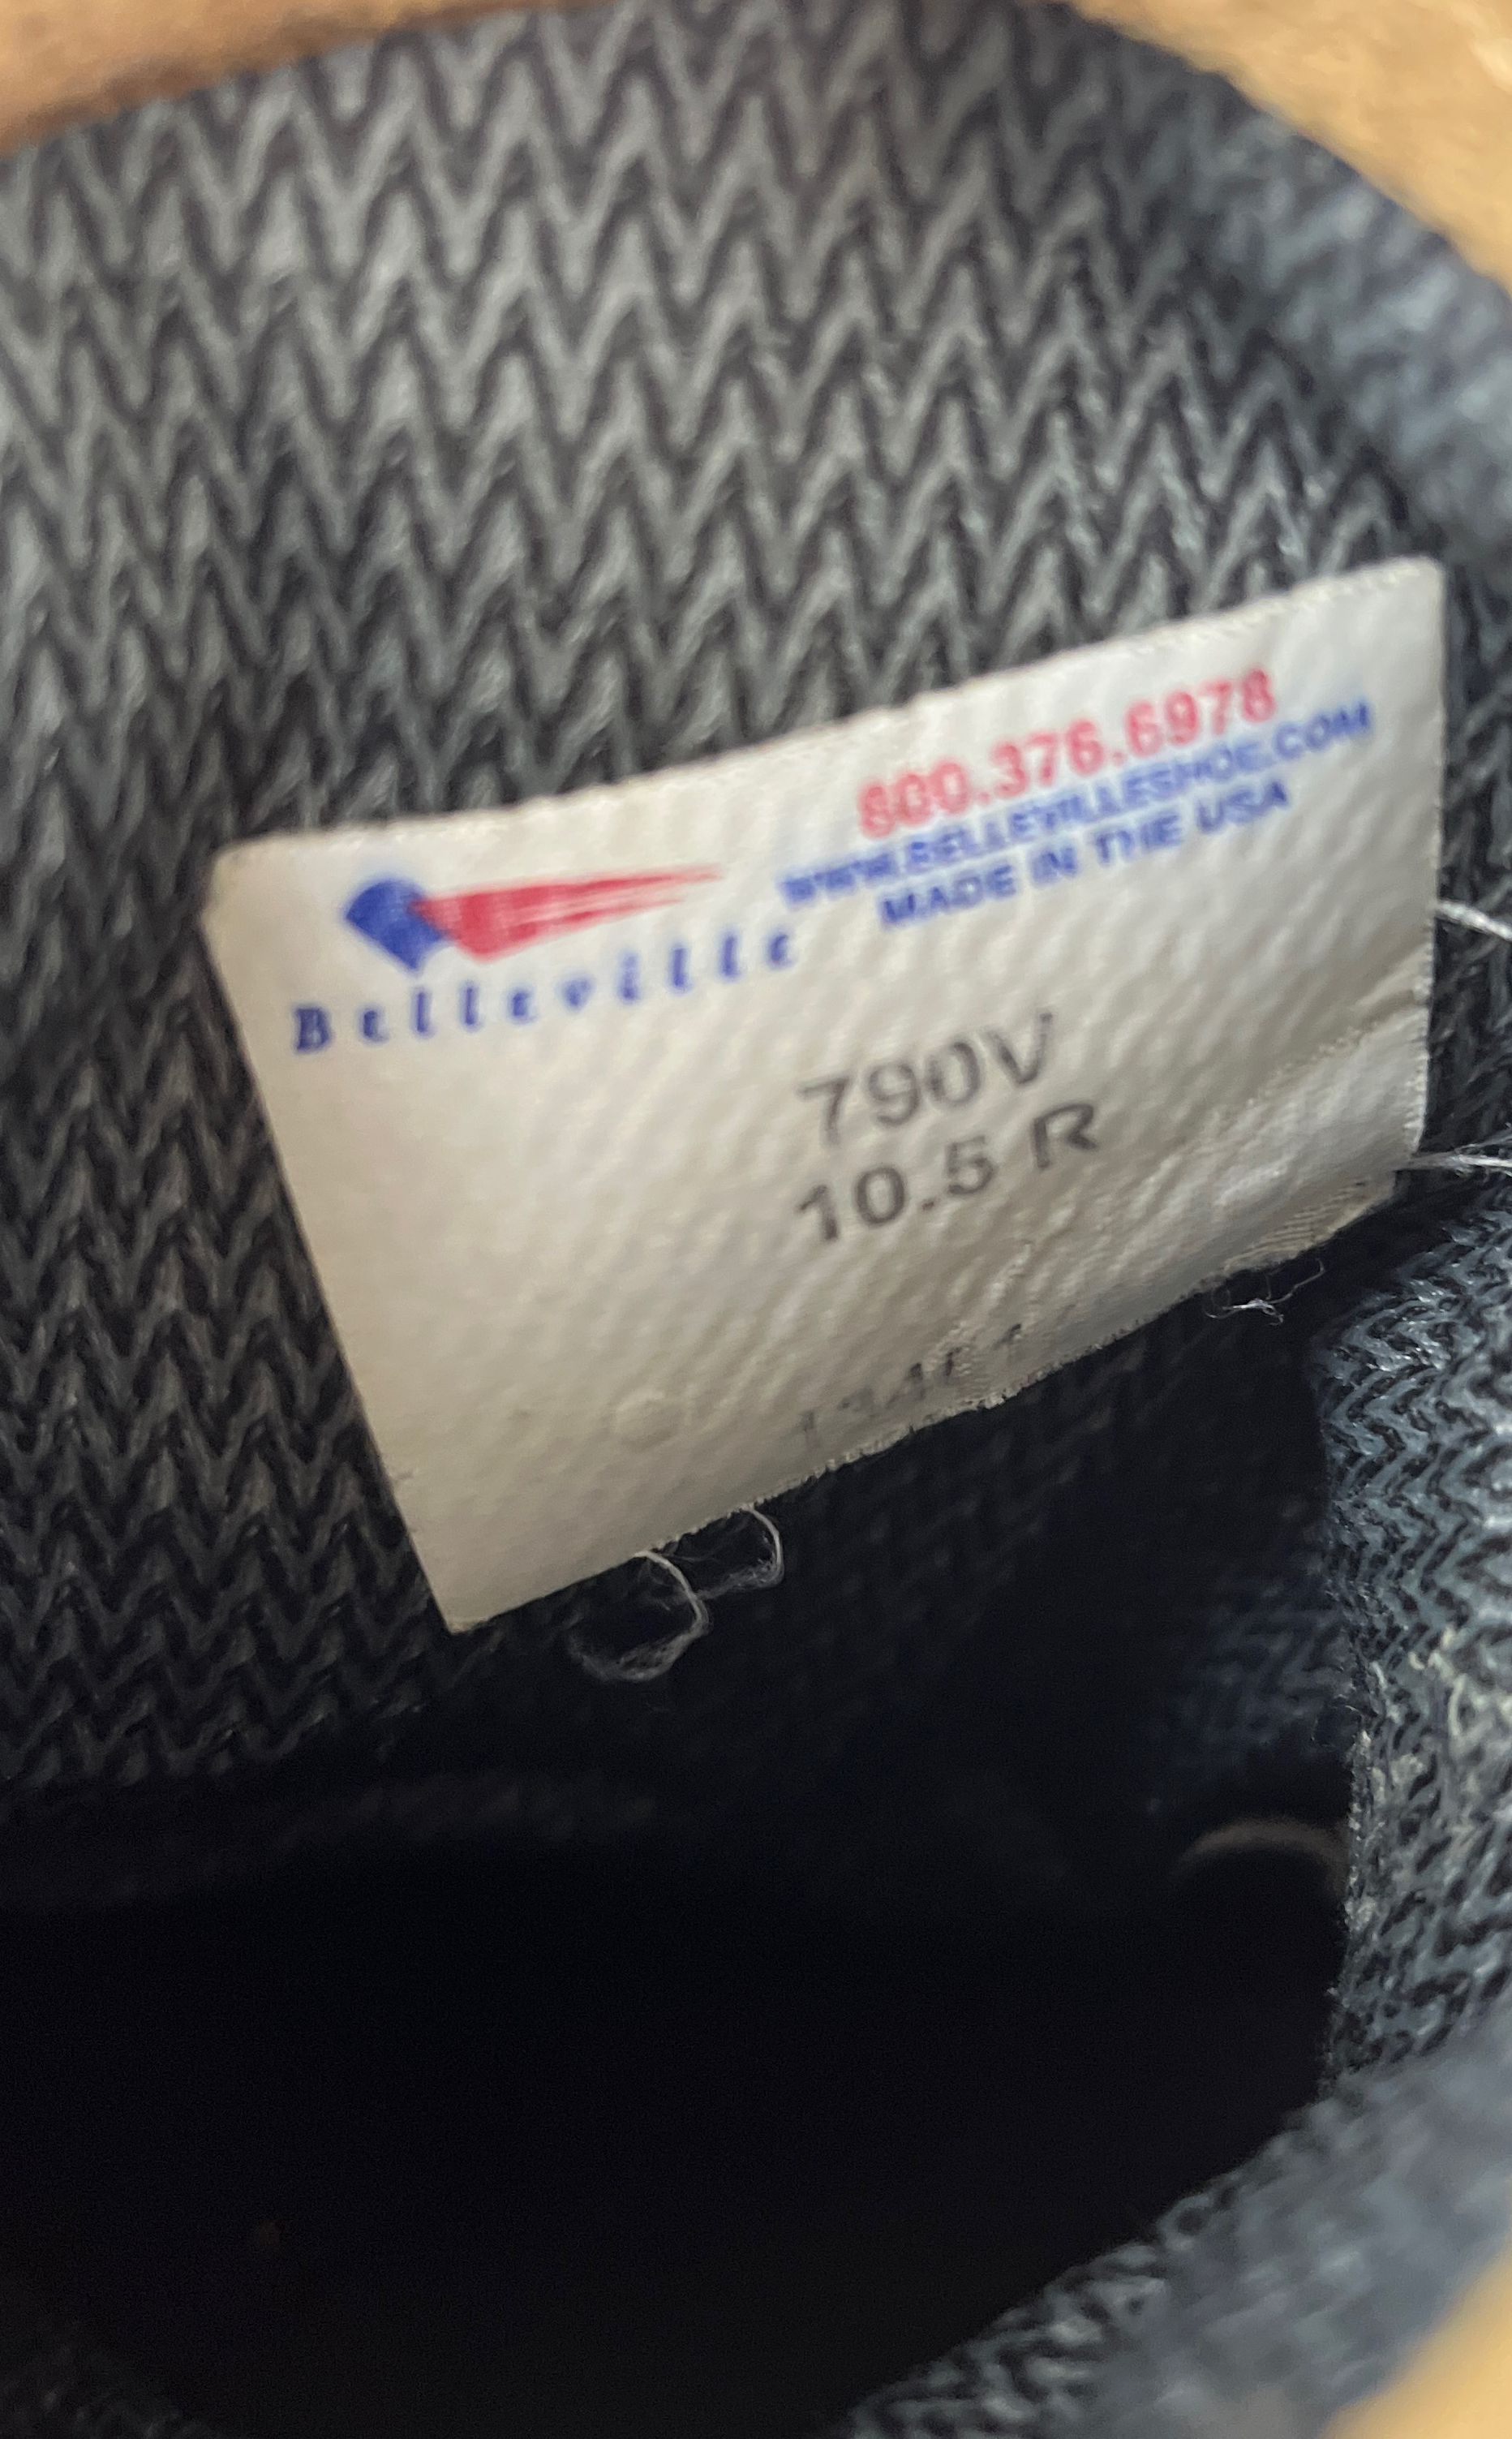 800.376.6978
WWW.BELLEVILLESHOE.COM
MADE IN THE USA
Belleville
790V
10.5 R